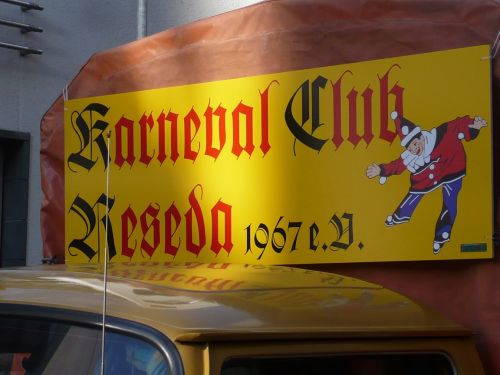 Karneval Club
Reseda 1967 e.V.